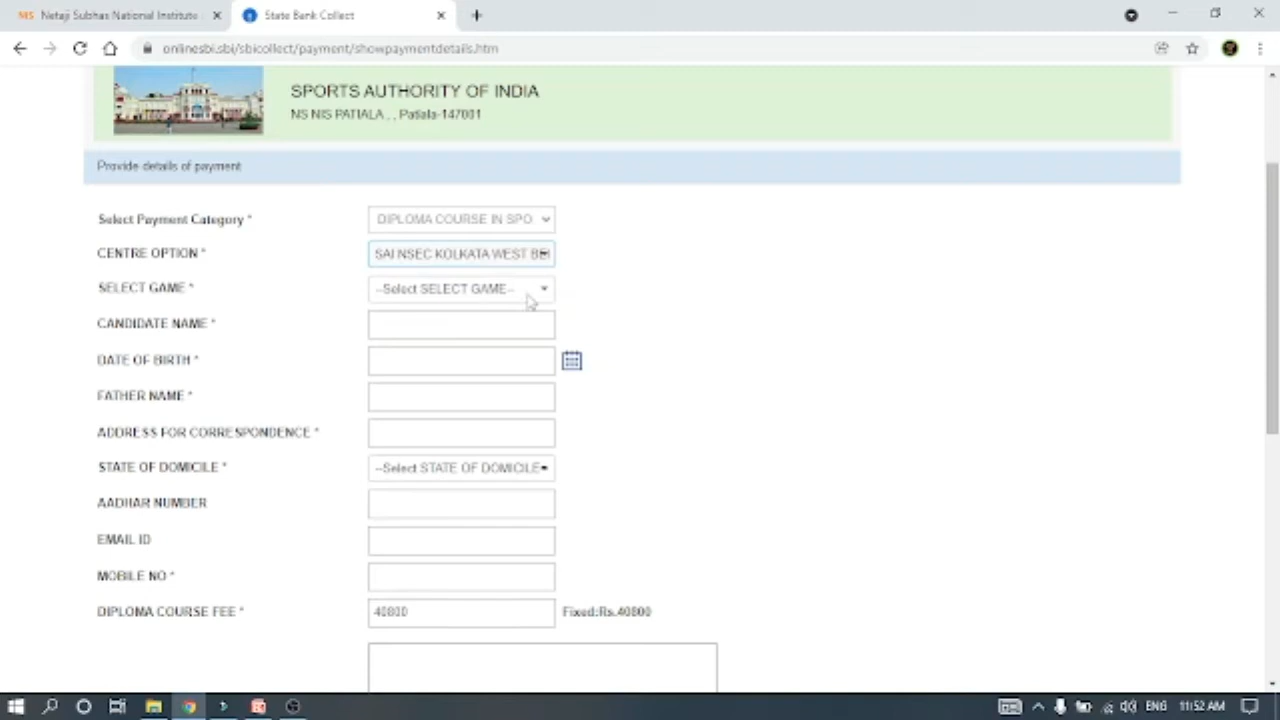 NIS Netaji Subhas National Institute
State Bank Collect
onlinesbi.sbi/sbicollect/payment/showpaymentdetails.htm
SPORTS AUTHORITY OF INDIA
NS NIS PATIALA , , Patiala-147001
Provide details of payment
Select Payment Category *
DIPLOMA COURSE IN SPO
CENTRE OPTION *
SAI NSEC KOLKATA WEST BE
SELECT GAME *
--Select SELECT GAME--
CANDIDATE NAME *
DATE OF BIRTH *
FATHER NAME *
ADDRESS FOR CORRESPONDENCE *
STATE OF DOMICILE *
--Select STATE OF DOMICILE
AADHAR NUMBER
EMAIL ID
MOBILE NO *
DIPLOMA COURSE FEE *
40800
Fixed:Rs.40800
ENG
11:52 AM